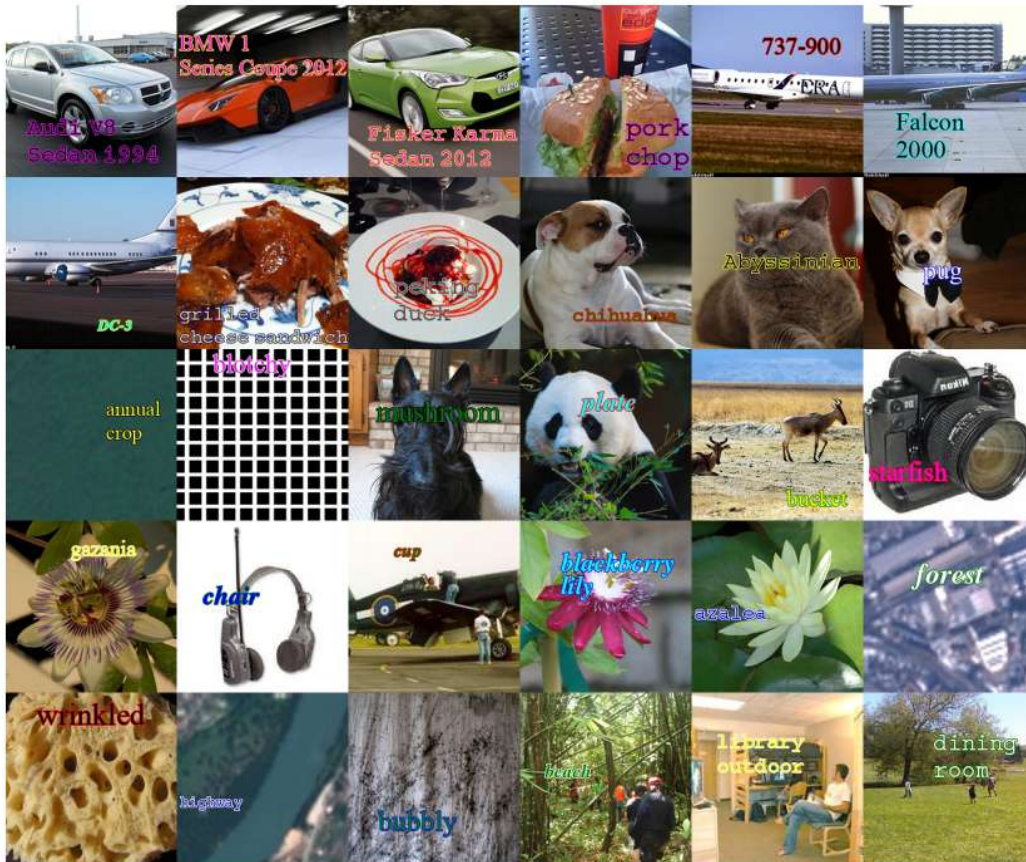 Audi V8
Sedan 1994
BMW 1
Series Coupe 2012
Fisker Karma
Sedan 2012
pork
chop
737-900
ERA
Falcon
2000
DC-3
grilled
cheese sandwich
peking
duck
chihuahua
Abyssinian
pug
annual
crop
blotchy
mushroom
plate
bucket
starfish
gazania
chair
cup
blackberry
lily
azalea
forest
wrinkled
highway
bubbly
beach
library
outdoor
dining
room